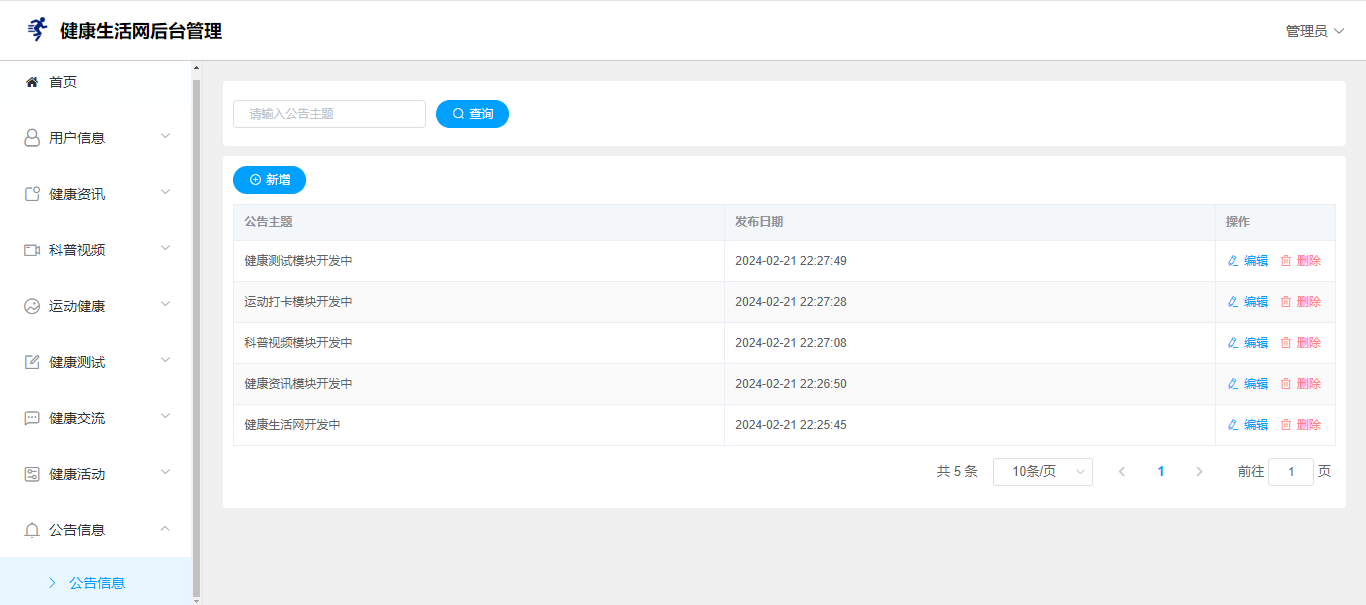 健康生活网后台管理
管理员
首页
用户信息
健康资讯
科普视频
运动健康
健康测试
健康交流
健康活动
公告信息
公告信息
请输入公告主题 查询
新增
公告主题 发布日期 操作
健康测试模块开发中 2024-02-21 22:27:49 编辑 删除
运动打卡模块开发中 2024-02-21 22:27:28 编辑 删除
科普视频模块开发中 2024-02-21 22:27:08 编辑 删除
健康资讯模块开发中 2024-02-21 22:26:50 编辑 删除
健康生活网开发中 2024-02-21 22:25:45 编辑 删除
共 5 条 10条/页 1 前往 1 页